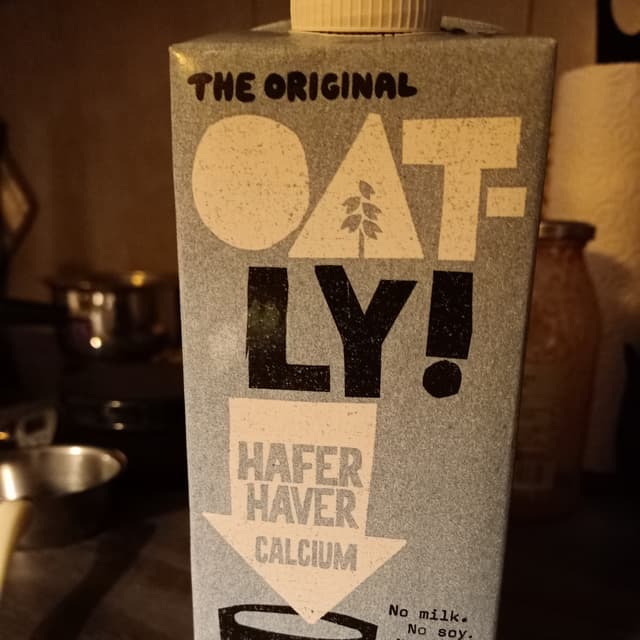 THE ORIGINAL
OAT-
LY!
HAFER
HAVER
CALCIUM
No milk.
No soy.